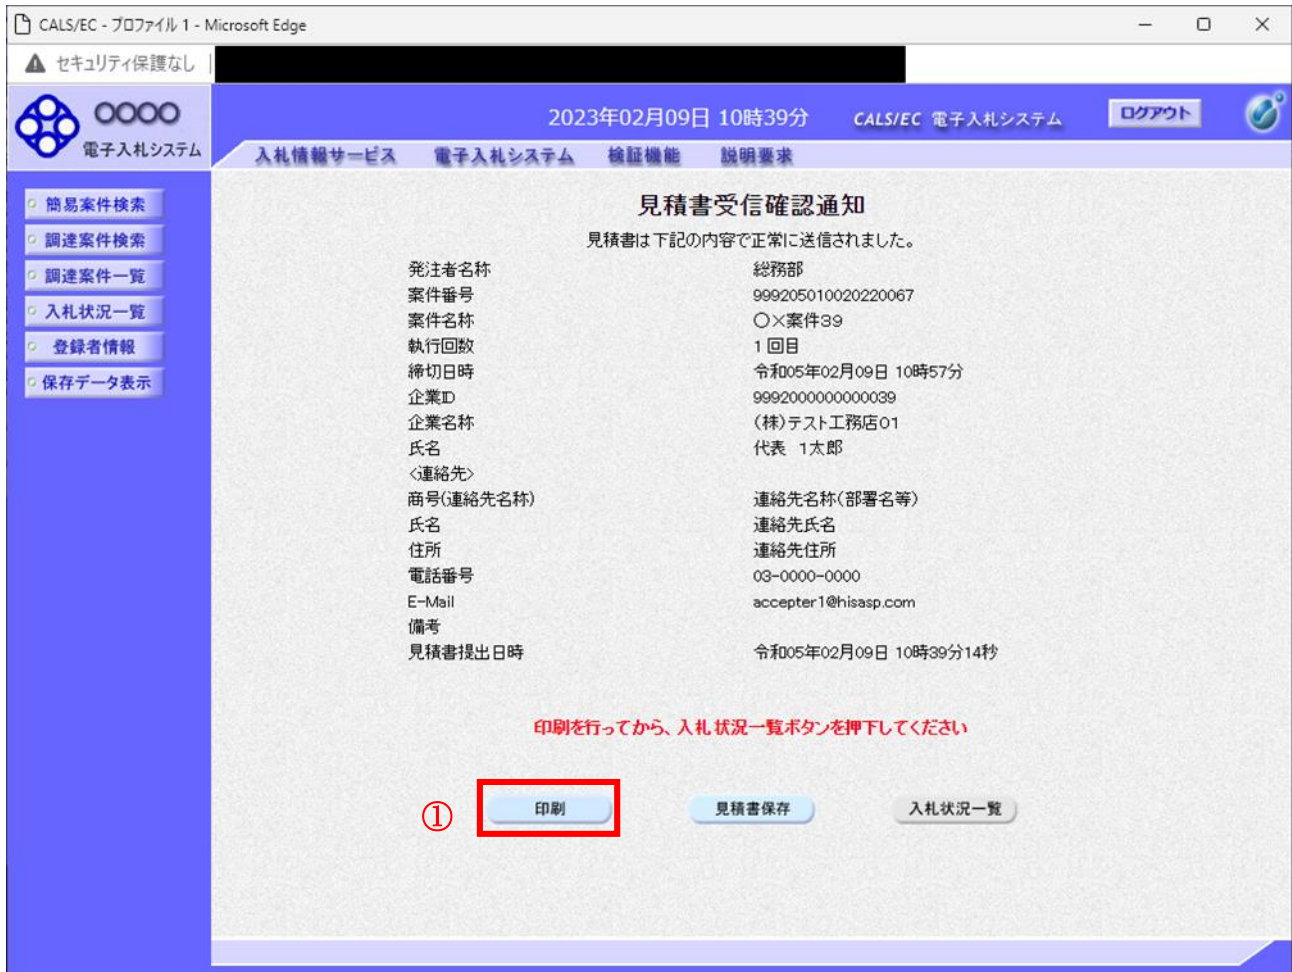 CALS/EC - プロファイル 1 - Microsoft Edge
セキュリティ保護なし
OOOO
電子入札システム
2023年02月09日 10時39分
CALS/EC 電子入札システム
ログアウト
入札情報サービス 電子入札システム 検証機能 説明要求
簡易案件検索
調達案件検索
調達案件一覧
入札状況一覧
登録者情報
保存データ表示
見積書受信確認通知
見積書は下記の内容で正常に送信されました。
発注者名称 総務部
案件番号 999205010020220067
案件名称 〇×案件39
執行回数 1回目
締切日時 令和05年02月09日 10時57分
企業ID 9992000000000039
企業名称 (株)テスト工務店01
氏名 代表 1太郎
<連絡先>
商号(連絡先名称) 連絡先名称(部署名等)
氏名 連絡先氏名
住所 連絡先住所
電話番号 03-0000-0000
E-Mail accepter1@hisasp.com
備考
見積書提出日時 令和05年02月09日 10時39分14秒
印刷を行ってから、入札状況一覧ボタンを押下してください
① 印刷 見積書保存 入札状況一覧